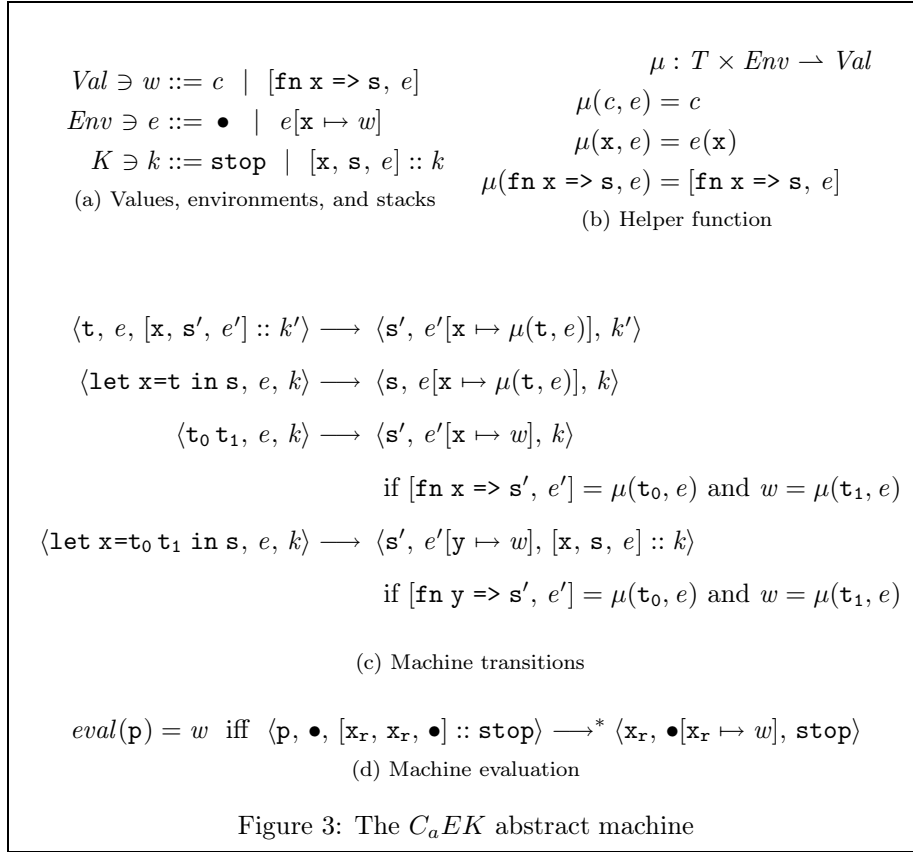 Val ∋ w ::= c | [fn x => s, e]
Env ∋ e ::= • | e[x ↦ w]
K ∋ k ::= stop | [x, s, e] :: k
(a) Values, environments, and stacks
μ : T × Env ⇀ Val
μ(c, e) = c
μ(x, e) = e(x)
μ(fn x => s, e) = [fn x => s, e]
(b) Helper function
⟨t, e, [x, s′, e′] :: k′⟩ ⟶ ⟨s′, e′[x ↦ μ(t, e)], k′⟩
⟨let x=t in s, e, k⟩ ⟶ ⟨s, e[x ↦ μ(t, e)], k⟩
⟨t₀ t₁, e, k⟩ ⟶ ⟨s′, e′[x ↦ w], k⟩
if [fn x => s′, e′] = μ(t₀, e) and w = μ(t₁, e)
⟨let x=t₀ t₁ in s, e, k⟩ ⟶ ⟨s′, e′[y ↦ w], [x, s, e] :: k⟩
if [fn y => s′, e′] = μ(t₀, e) and w = μ(t₁, e)
(c) Machine transitions
eval(p) = w iff ⟨p, •, [xᵣ, xᵣ, •] :: stop⟩ ⟶* ⟨xᵣ, •[xᵣ ↦ w], stop⟩
(d) Machine evaluation
Figure 3: The CₐEK abstract machine